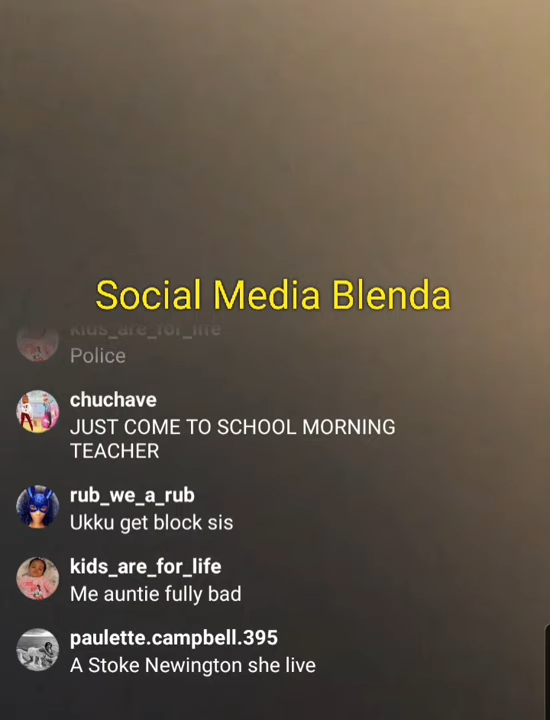 Social Media Blenda
kids_are_for_life
Police
chuchave
JUST COME TO SCHOOL MORNING
TEACHER
rub_we_a_rub
Ukku get block sis
kids_are_for_life
Me auntie fully bad
paulette.campbell.395
A Stoke Newington she live